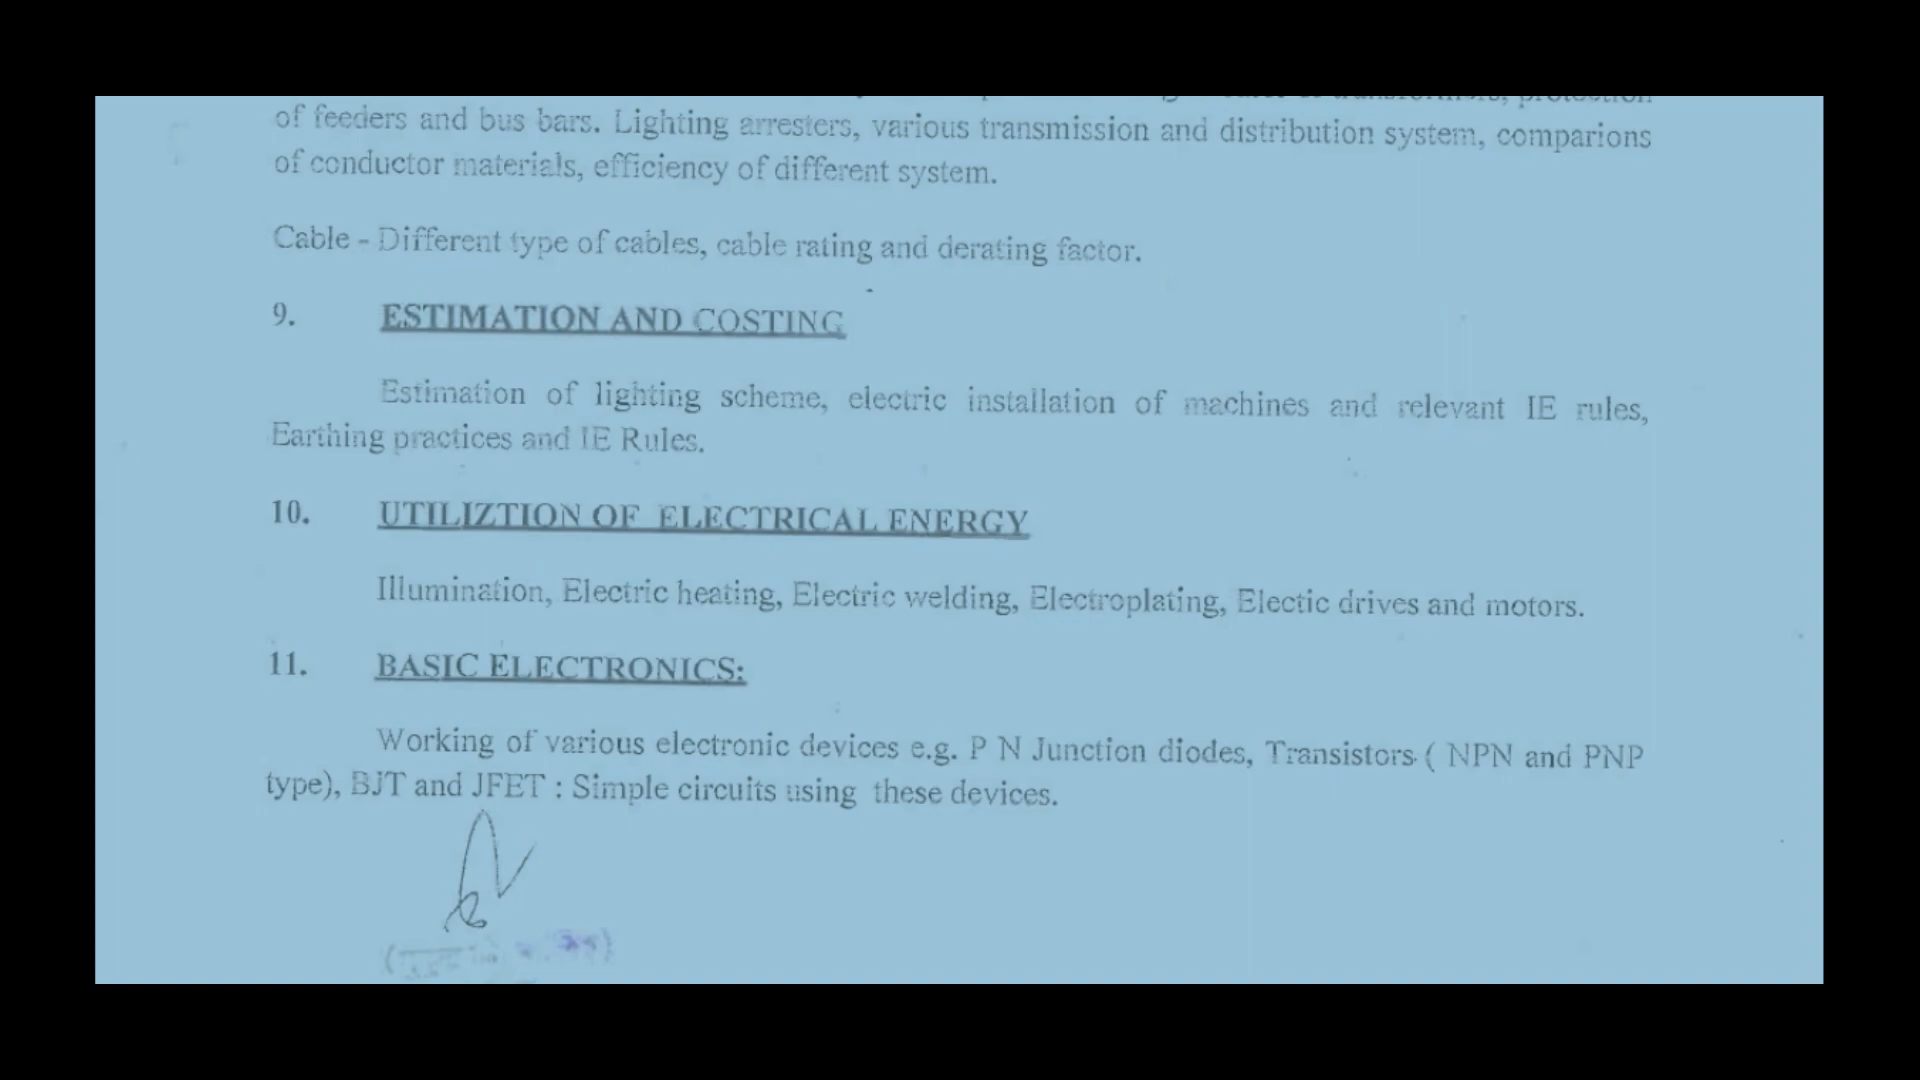 of feeders and bus bars. Lighting arresters, various transmission and distribution system, comparions
of conductor materials, efficiency of different system.
Cable - Different type of cables, cable rating and derating factor.
9. ESTIMATION AND COSTING
Estimation of lighting scheme, electric installation of machines and relevant IE rules,
Earthing practices and IE Rules.
10. UTILIZTION OF ELECTRICAL ENERGY
Illumination, Electric heating, Electric welding, Electroplating, Electic drives and motors.
11. BASIC ELECTRONICS:
Working of various electronic devices e.g. P N Junction diodes, Transistors ( NPN and PNP
type), BJT and JFET : Simple circuits using these devices.